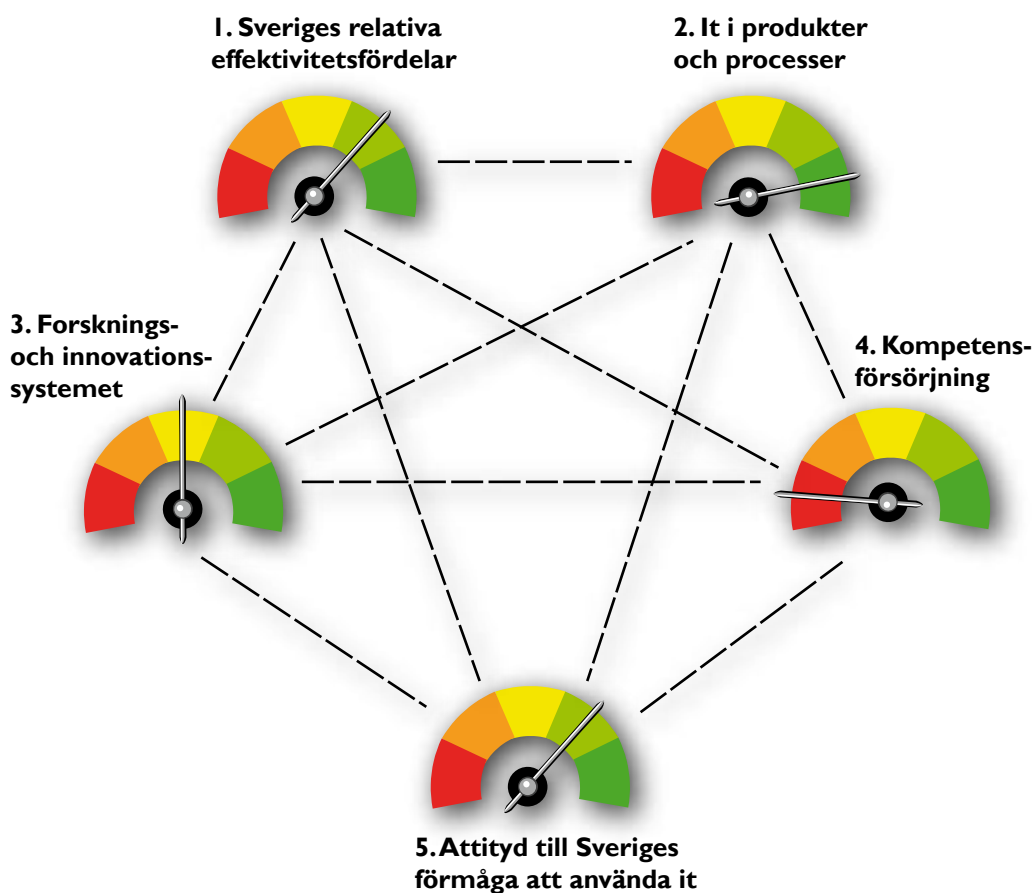 1. Sveriges relativa
effektivitetsfördelar
2. It i produkter
och processer
3. Forsknings-
och innovations-
systemet
4. Kompetens-
försörjning
5. Attityd till Sveriges
förmåga att använda it